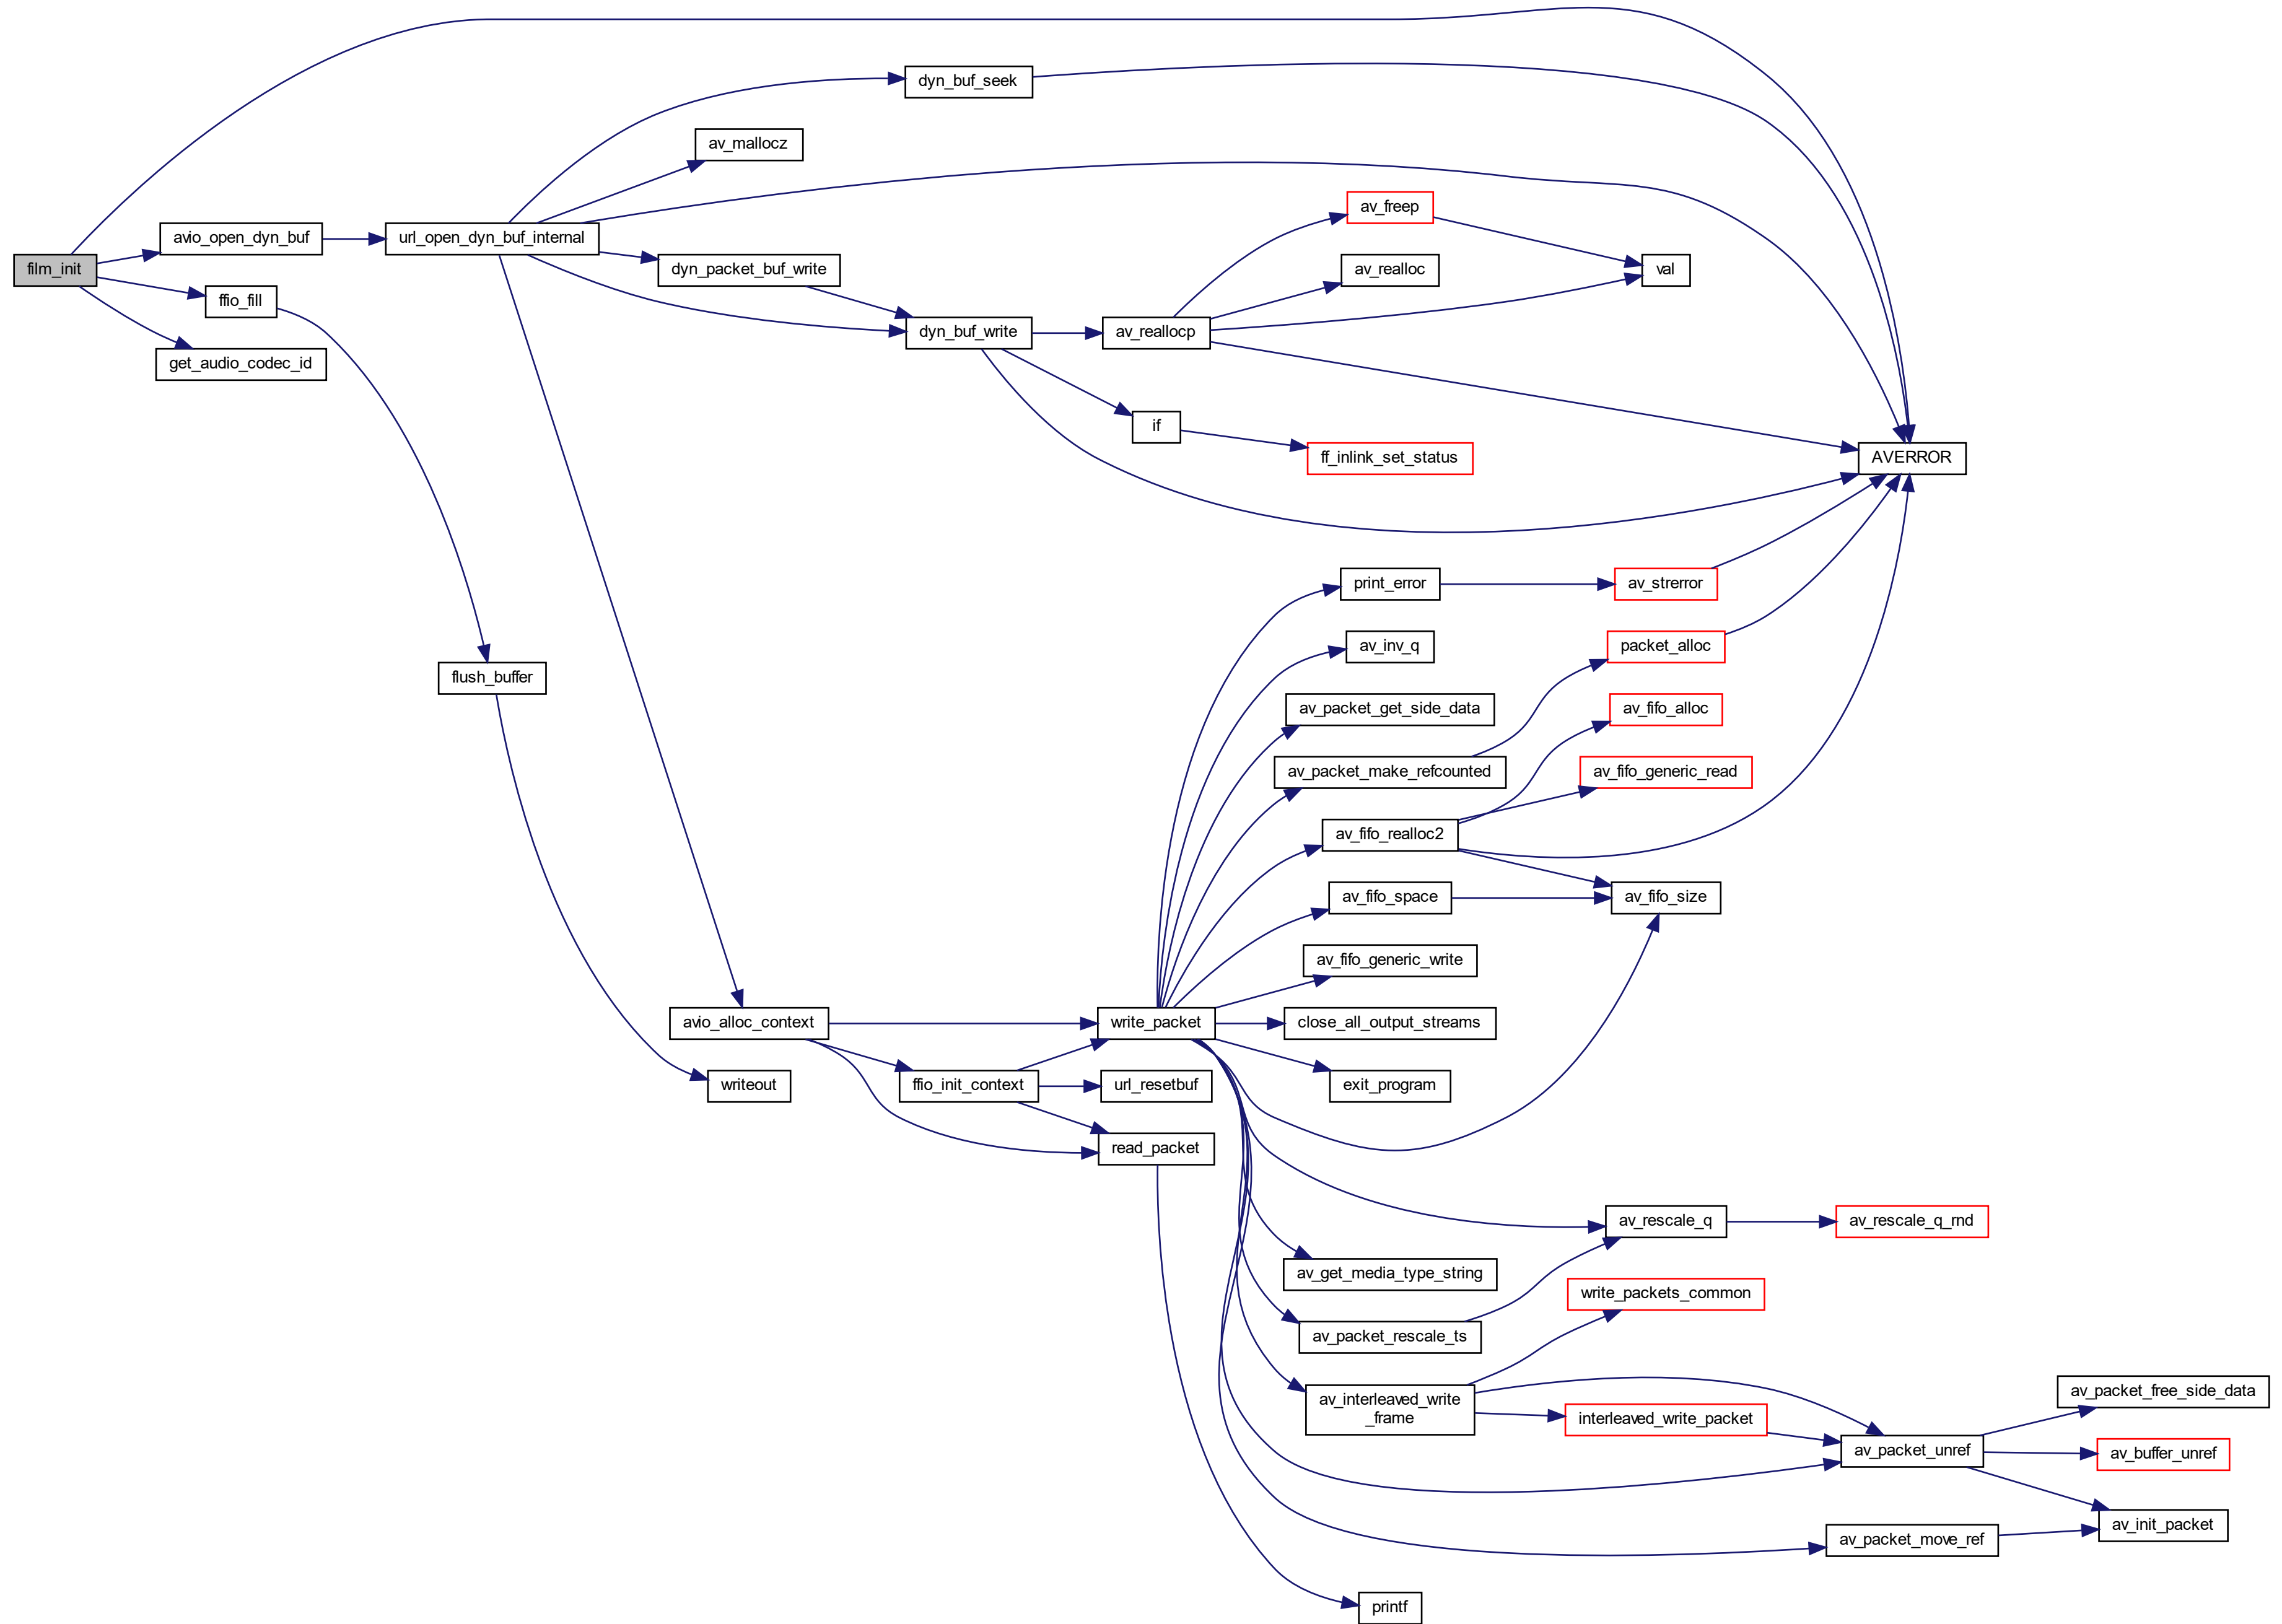 film_init
avio_open_dyn_buf
ffio_fill
get_audio_codec_id
url_open_dyn_buf_internal
flush_buffer
dyn_buf_seek
av_mallocz
dyn_packet_buf_write
dyn_buf_write
avio_alloc_context
writeout
ffio_init_context
av_reallocp
if
write_packet
url_resetbuf
read_packet
av_freep
av_realloc
val
ff_inlink_set_status
AVERROR
print_error
av_strerror
av_inv_q
packet_alloc
av_packet_get_side_data
av_fifo_alloc
av_packet_make_refcounted
av_fifo_generic_read
av_fifo_realloc2
av_fifo_space
av_fifo_size
av_fifo_generic_write
close_all_output_streams
exit_program
av_rescale_q
av_rescale_q_rnd
av_get_media_type_string
write_packets_common
av_packet_rescale_ts
av_interleaved_write
_frame
interleaved_write_packet
av_packet_unref
av_packet_free_side_data
av_buffer_unref
av_init_packet
av_packet_move_ref
printf